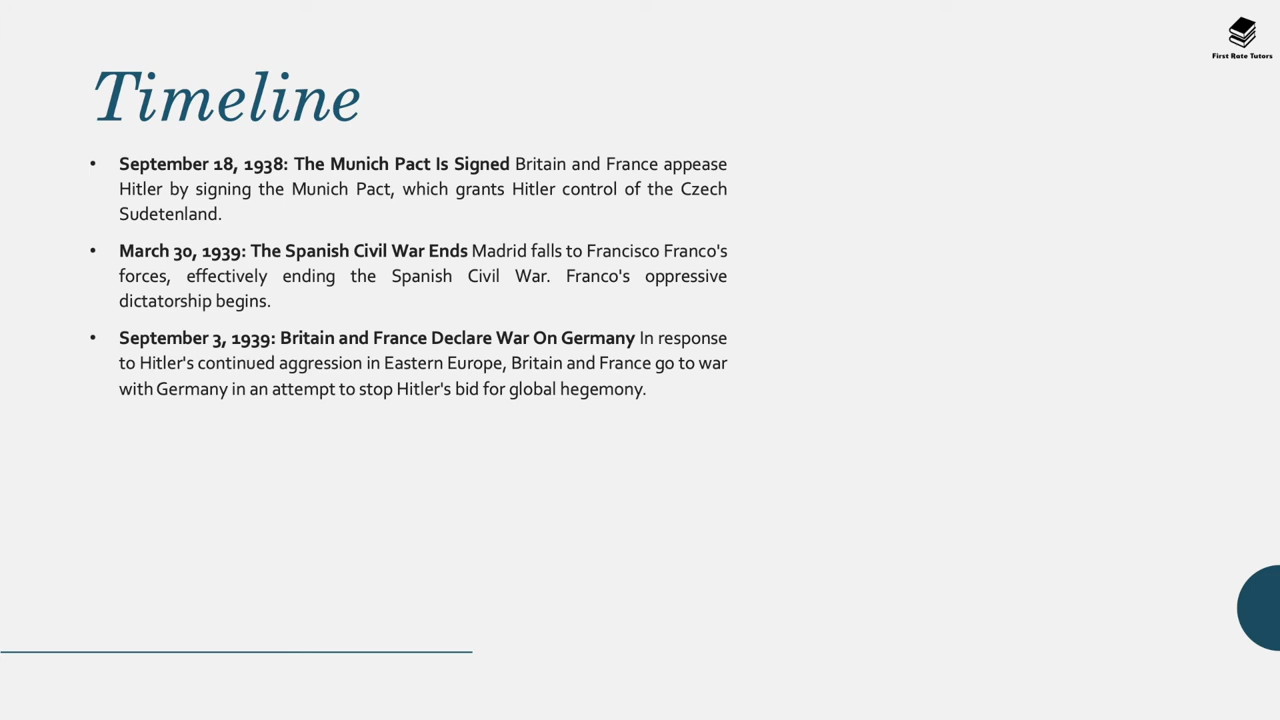 First Rate Tutors
Timeline
• September 18, 1938: The Munich Pact Is Signed Britain and France appease
Hitler by signing the Munich Pact, which grants Hitler control of the Czech
Sudetenland.
• March 30, 1939: The Spanish Civil War Ends Madrid falls to Francisco Franco's
forces, effectively ending the Spanish Civil War. Franco's oppressive
dictatorship begins.
• September 3, 1939: Britain and France Declare War On Germany In response
to Hitler's continued aggression in Eastern Europe, Britain and France go to war
with Germany in an attempt to stop Hitler's bid for global hegemony.